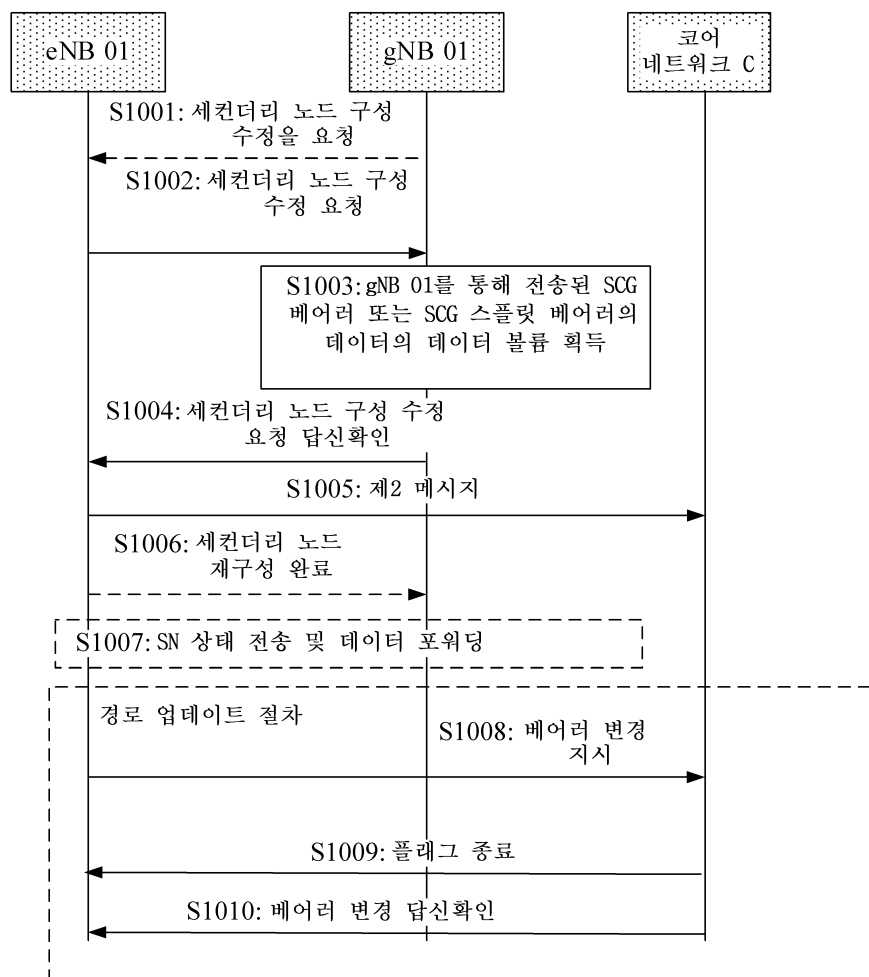 eNB 01
gNB 01
코어
네트워크 C
S1001: 세컨더리 노드 구성
수정을 요청
S1002: 세컨더리 노드 구성
수정 요청
S1003: gNB 01를 통해 전송된 SCG
베어러 또는 SCG 스플릿 베어러의
데이터의 데이터 볼륨 획득
S1004: 세컨더리 노드 구성 수정
요청 답신확인
S1005: 제2 메시지
S1006: 세컨더리 노드
재구성 완료
S1007: SN 상태 전송 및 데이터 포워딩
경로 업데이트 절차
S1008: 베어러 변경
지시
S1009: 플래그 종료
S1010: 베어러 변경 답신확인